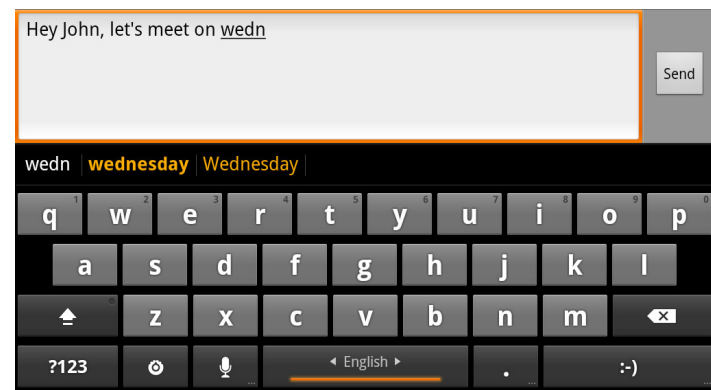 Hey John, let's meet on wedn
Send
wedn wednesday Wednesday
q 1 w 2 e 3 r 4 t 5 y 6 u 7 i 8 o 9 p 0
a s d f g h j k l
z x c v b n m
?123 ... English . ... :-) ...